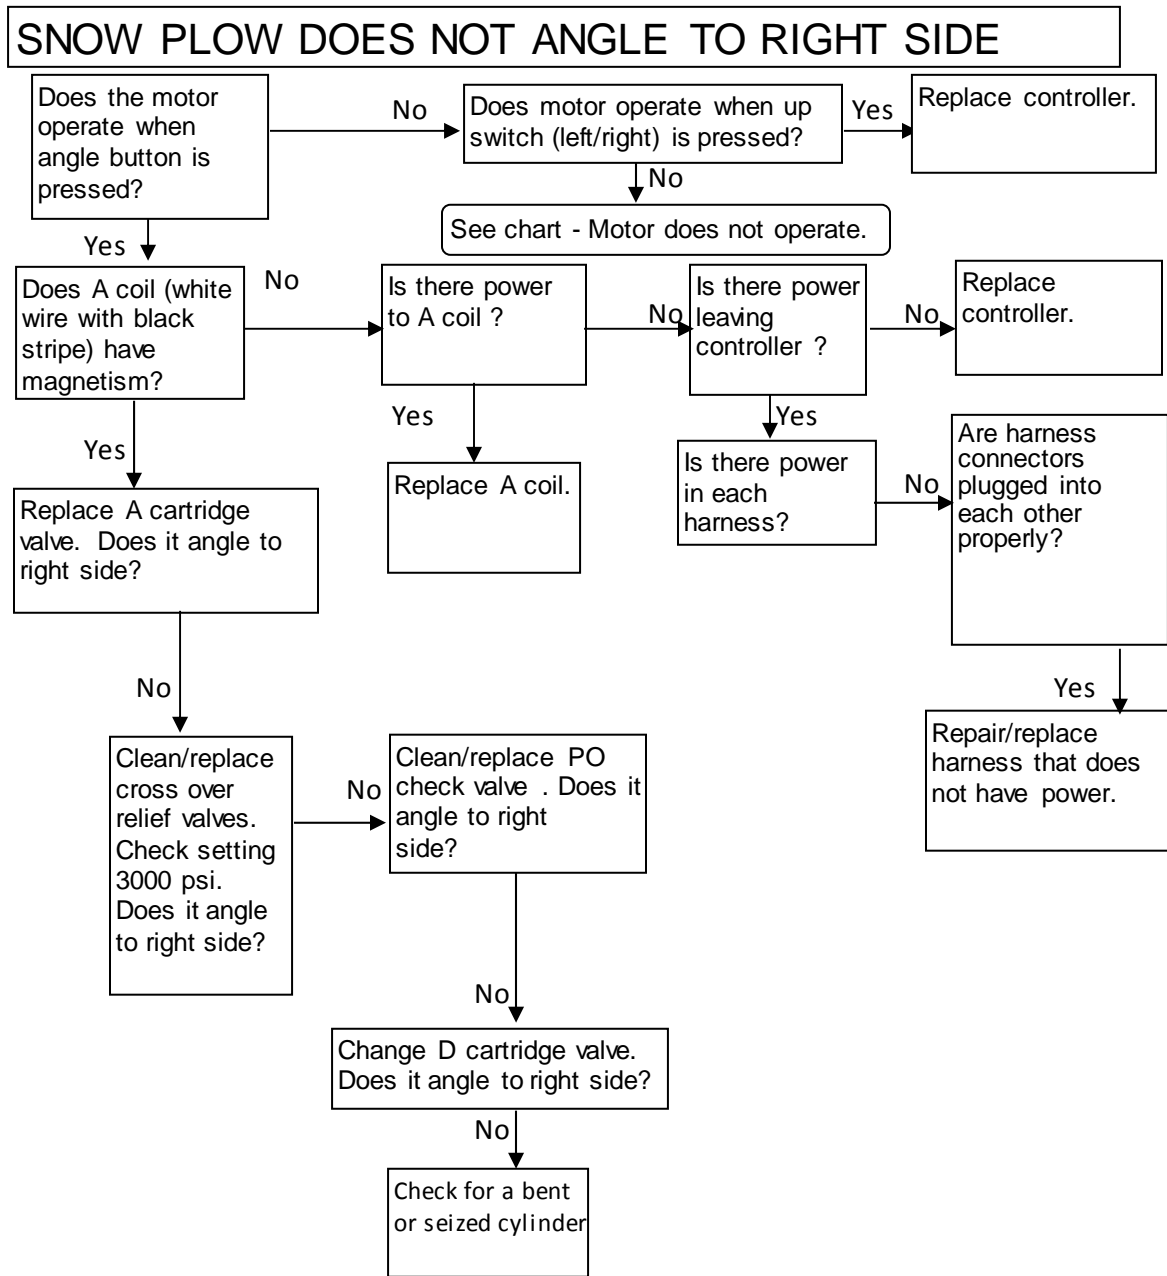 SNOW PLOW DOES NOT ANGLE TO RIGHT SIDE
Does the motor
operate when
angle button is
pressed?
No
Does motor operate when up
switch (left/right) is pressed?
Yes
Replace controller.
No
See chart - Motor does not operate.
Yes
Does A coil (white
wire with black
stripe) have
magnetism?
No
Is there power
to A coil ?
No
Is there power
leaving
controller ?
No
Replace
controller.
Yes
Replace A coil.
Yes
Is there power
in each
harness?
No
Are harness
connectors
plugged into
each other
properly?
Yes
Repair/replace
harness that does
not have power.
Yes
Replace A cartridge
valve. Does it angle to
right side?
No
Clean/replace
cross over
relief valves.
Check setting
3000 psi.
Does it angle
to right side?
No
Clean/replace PO
check valve . Does it
angle to right
side?
No
Change D cartridge valve.
Does it angle to right side?
No
Check for a bent
or seized cylinder